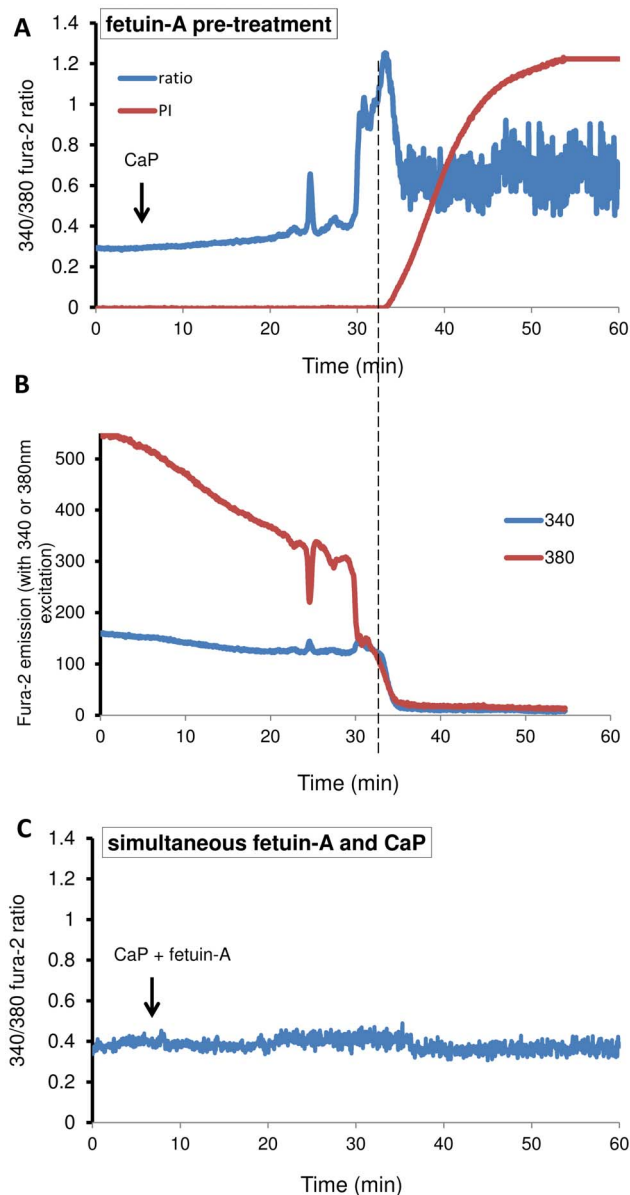 A
fetuin-A pre-treatment
340/380 fura-2 ratio
1.4
1.2
1
0.8
0.6
0.4
0.2
0
ratio
PI
CaP
0 10 20 30 40 50 60
Time (min)
B
Fura-2 emission (with 340 or 380nm
excitation)
500
400
300
200
100
0
340
380
0 10 20 30 40 50 60
Time (min)
C
simultaneous fetuin-A and CaP
340/380 fura-2 ratio
1.4
1.2
1
0.8
0.6
0.4
0.2
0
CaP + fetuin-A
0 10 20 30 40 50 60
Time (min)